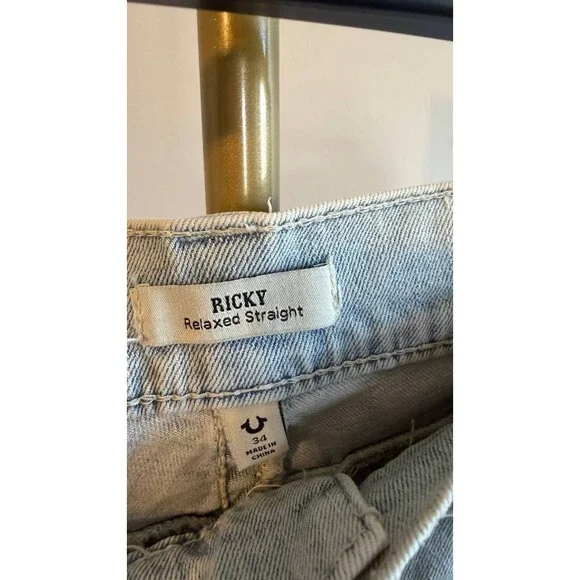 RICKY
Relaxed Straight
34
MADE IN
CHINA